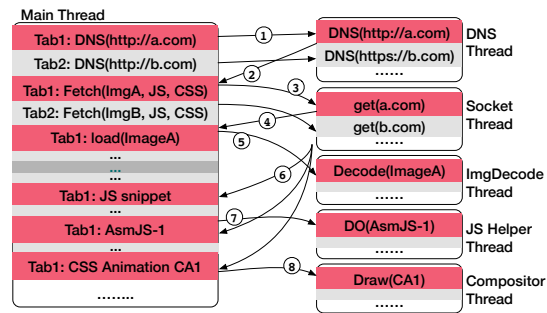 Main Thread
Tab1: DNS(http://a.com)
Tab2: DNS(http://b.com)
Tab1: Fetch(ImgA, JS, CSS)
Tab2: Fetch(ImgB, JS, CSS)
Tab1: load(ImageA)
...
...
...
Tab1: JS snippet
...
Tab1: AsmJS-1
...
Tab1: CSS Animation CA1
........
1
2
3
4
5
6
7
8
DNS(http://a.com)
DNS(https://b.com)
......
DNS
Thread
get(a.com)
get(b.com)
......
Socket
Thread
Decode(ImageA)
......
ImgDecode
Thread
DO(AsmJS-1)
......
JS Helper
Thread
Draw(CA1)
......
Compositor
Thread